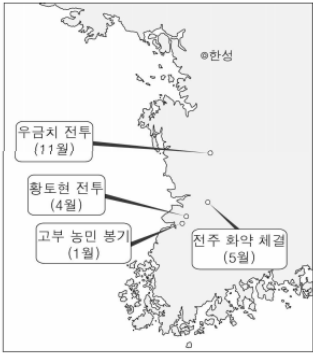 ◎한성
우금치 전투
(11월)
황토현 전투
(4월)
고부 농민 봉기
(1월)
전주 화약 체결
(5월)